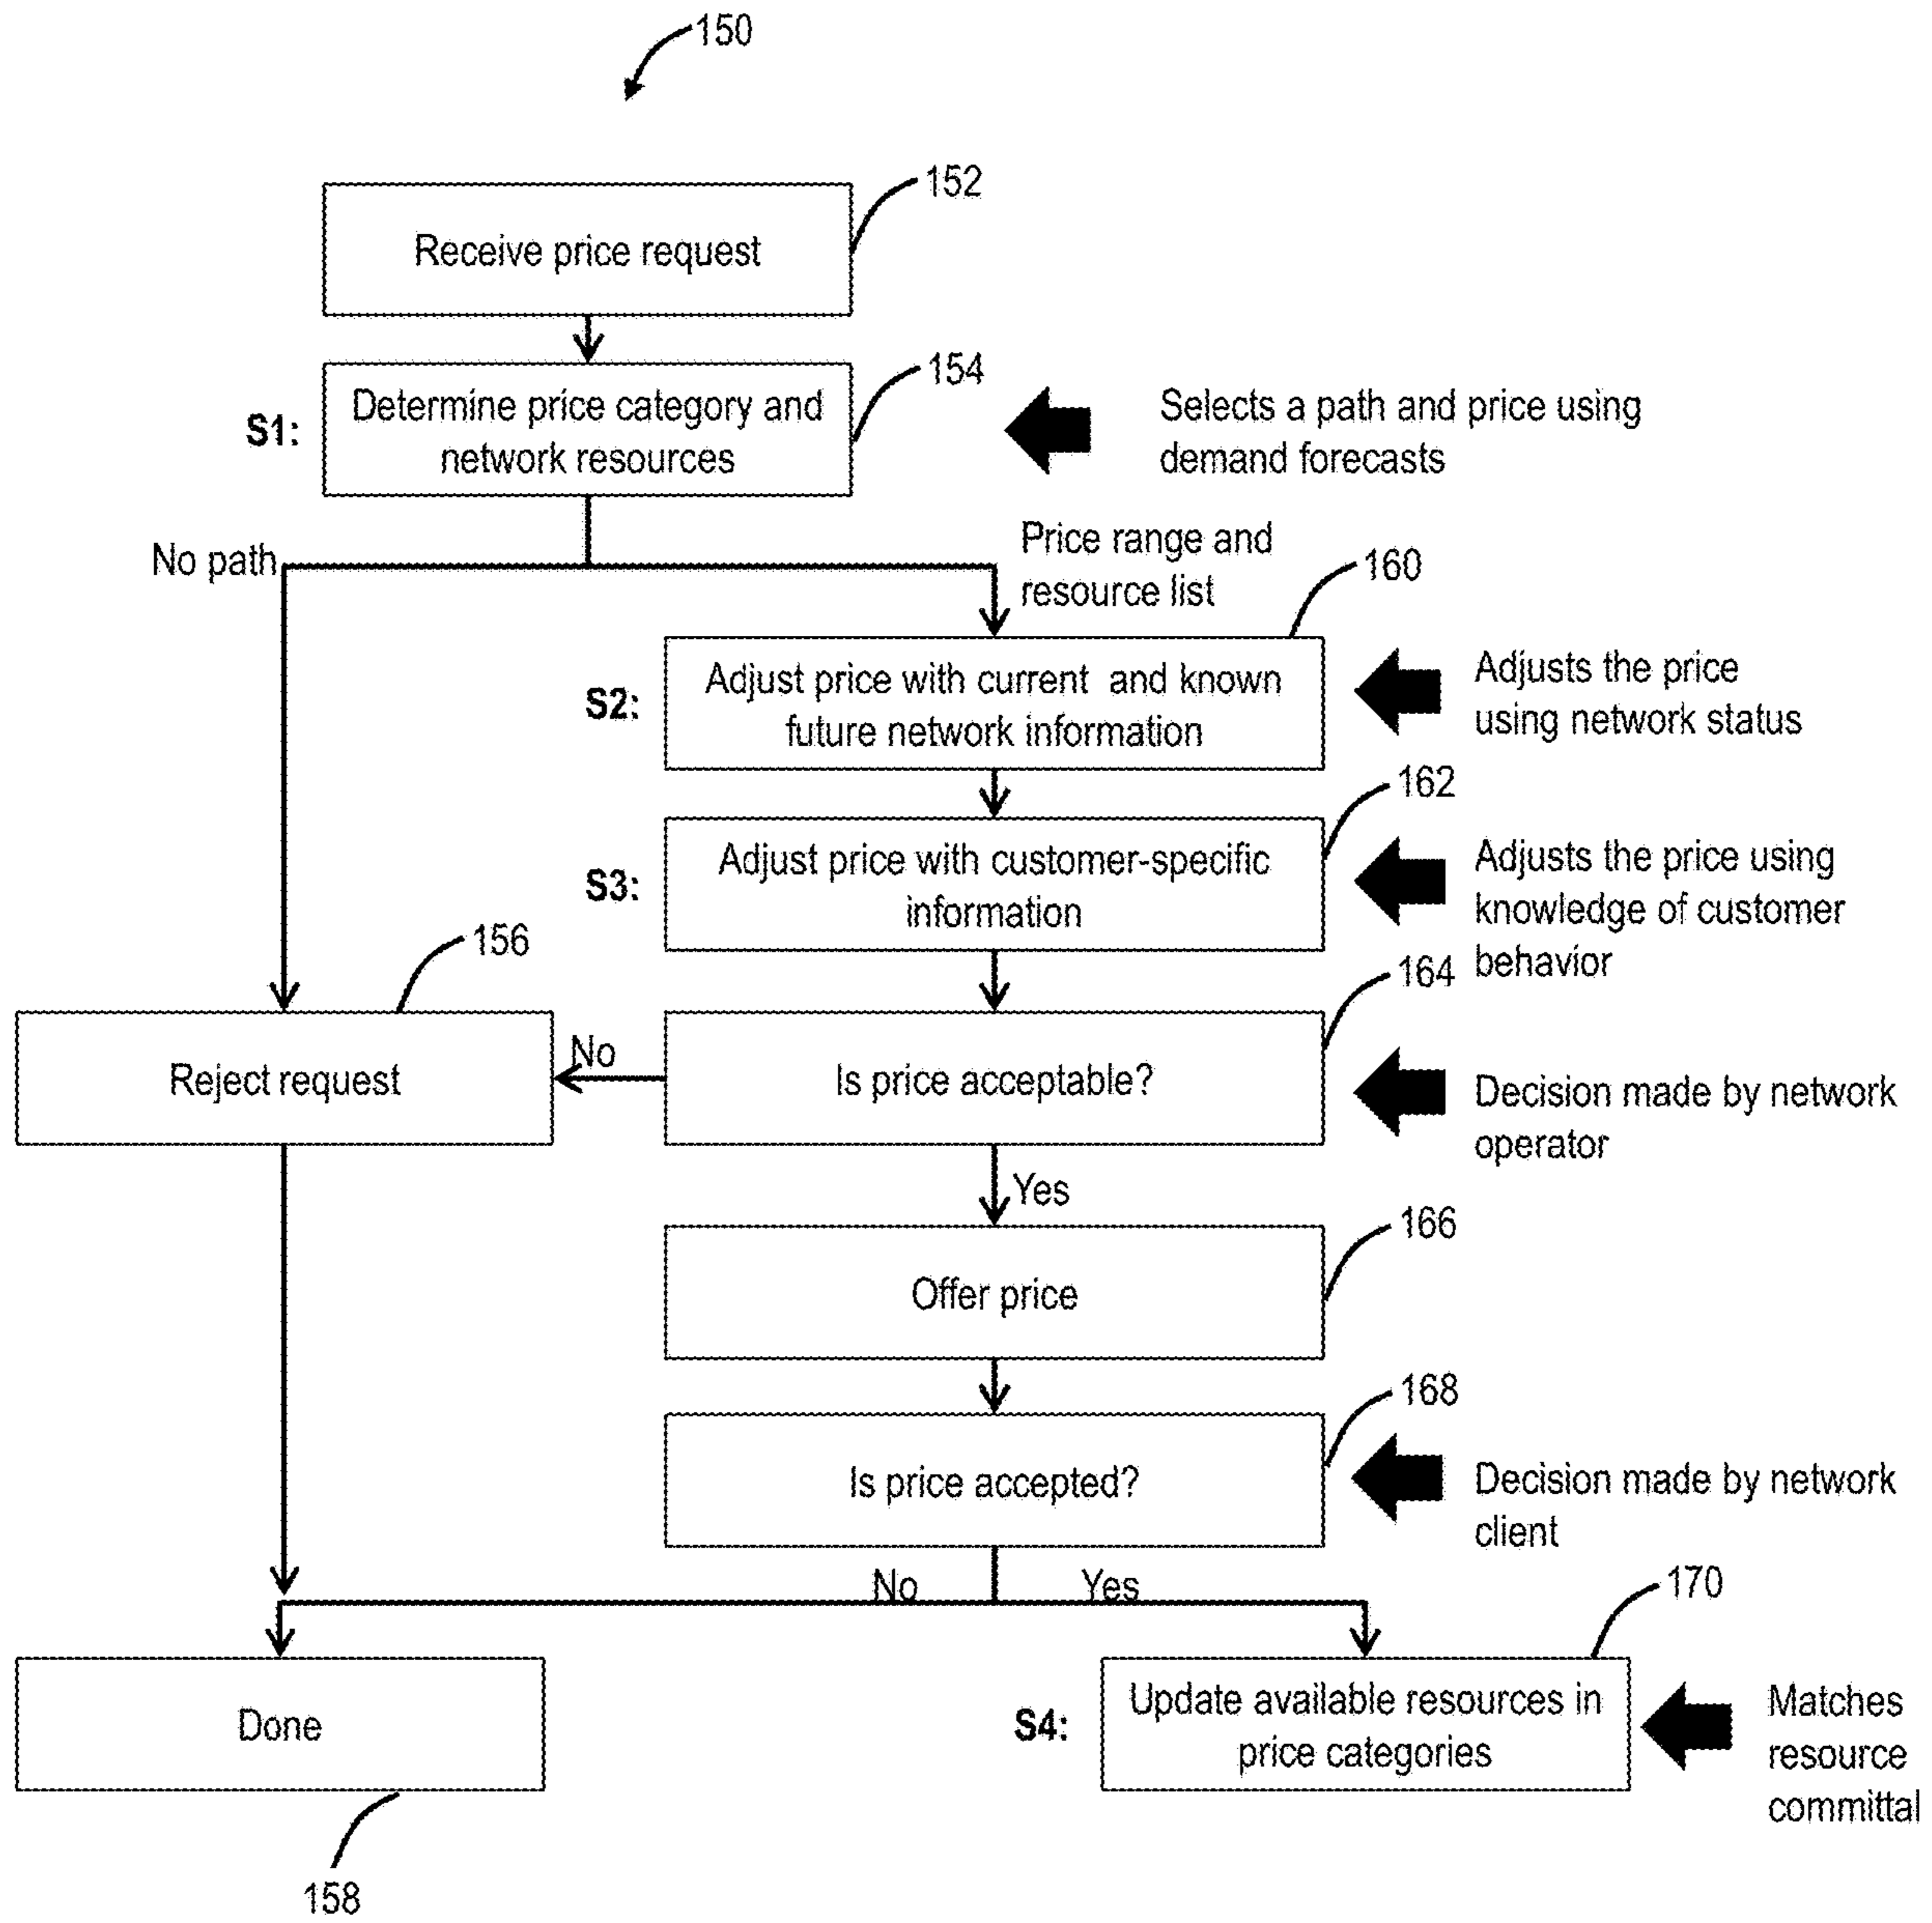 150
152
Receive price request
154
S1:
Determine price category and
network resources
Selects a path and price using
demand forecasts
No path
Price range and
resource list
160
S2:
Adjust price with current and known
future network information
Adjusts the price
using network status
162
S3:
Adjust price with customer-specific
information
Adjusts the price using
knowledge of customer
behavior
156
164
Reject request
No
Is price acceptable?
Decision made by network
operator
Yes
166
Offer price
168
Is price accepted?
Decision made by network
client
No
Yes
170
Done
S4:
Update available resources in
price categories
Matches
resource
committal
158